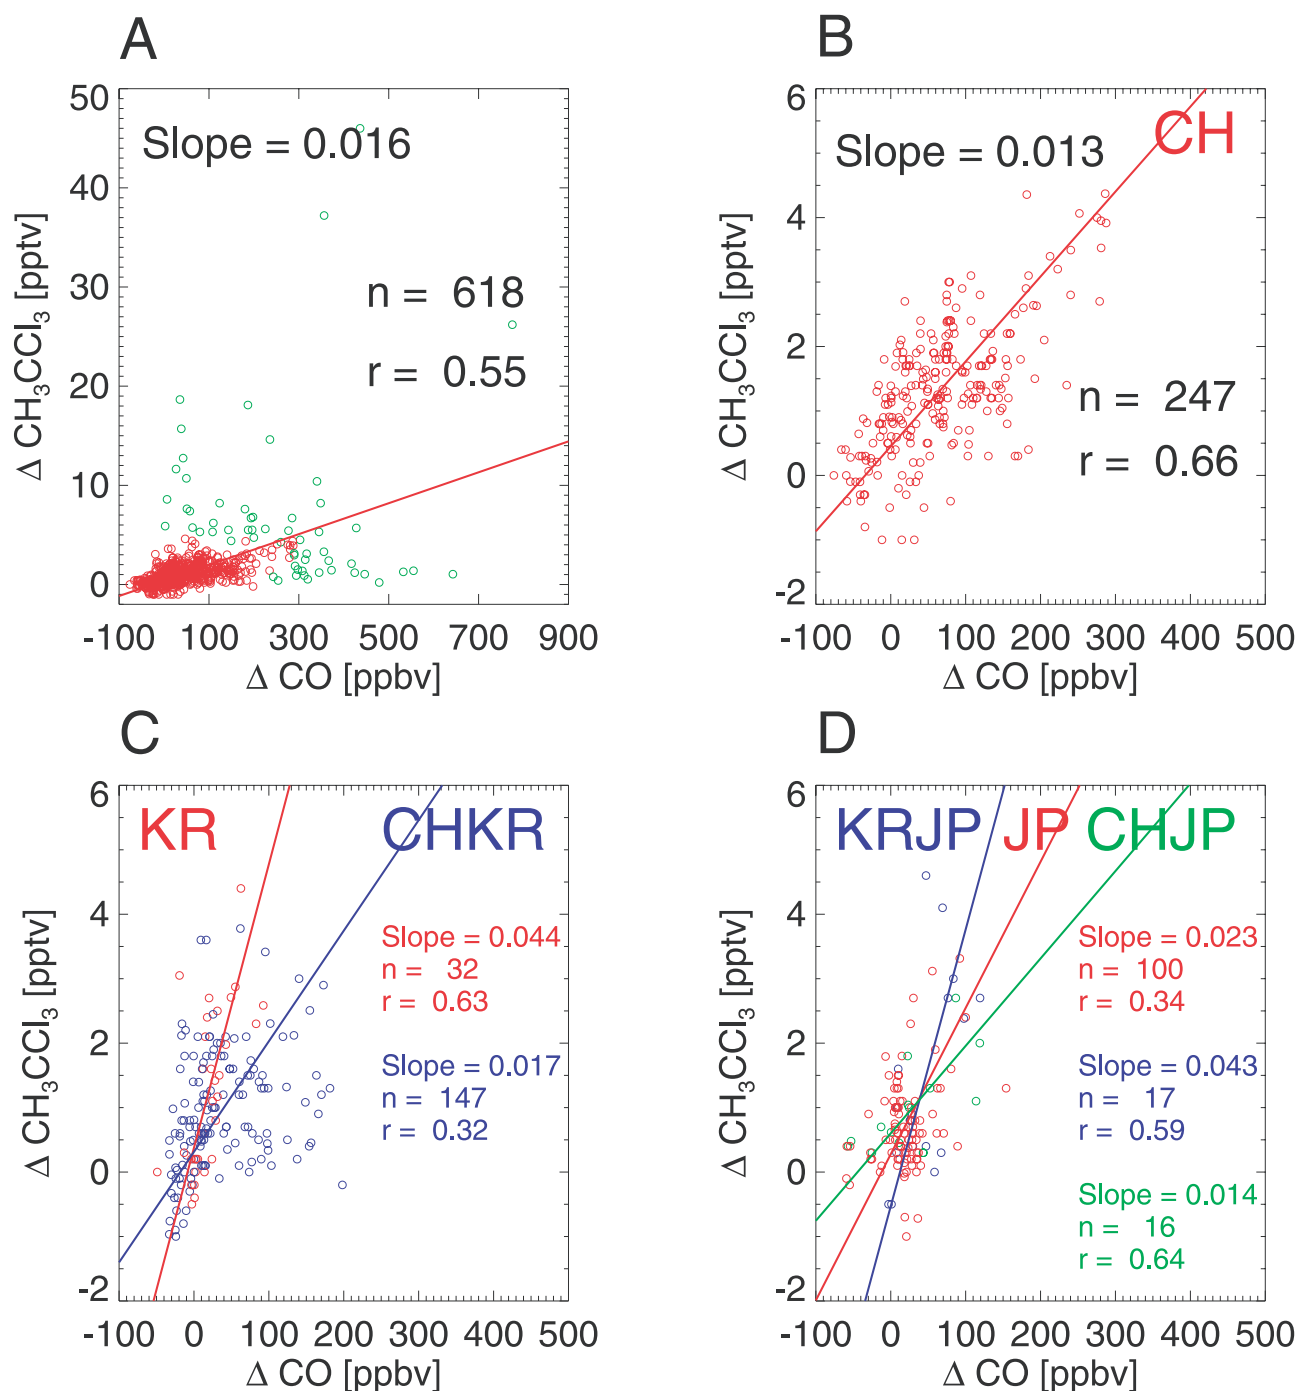 A
Slope = 0.016
n = 618
r = 0.55
50
40
30
20
10
0
Δ CH₃CCl₃ [pptv]
-100 100 300 500 700 900
Δ CO [ppbv]
B
CH
Slope = 0.013
n = 247
r = 0.66
6
4
2
0
-2
Δ CH₃CCl₃ [pptv]
-100 0 100 200 300 400 500
Δ CO [ppbv]
C
KR CHKR
Slope = 0.044
n = 32
r = 0.63
Slope = 0.017
n = 147
r = 0.32
6
4
2
0
-2
Δ CH₃CCl₃ [pptv]
-100 0 100 200 300 400 500
Δ CO [ppbv]
D
KRJP JP CHJP
Slope = 0.023
n = 100
r = 0.34
Slope = 0.043
n = 17
r = 0.59
Slope = 0.014
n = 16
r = 0.64
6
4
2
0
-2
Δ CH₃CCl₃ [pptv]
-100 0 100 200 300 400 500
Δ CO [ppbv]